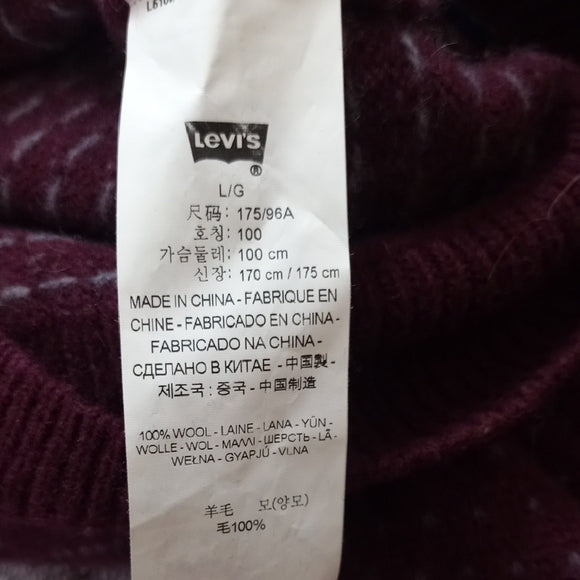 Levi's
®
L/G
尺码: 175/96A
호칭: 100
가슴둘레: 100 cm
신장: 170 cm / 175 cm
MADE IN CHINA - FABRIQUE EN
CHINE - FABRICADO EN CHINA -
FABRICADO NA CHINA -
СДЕЛАНО В КИТАЕ - 中国製 -
제조국 : 중국 - 中国制造
100% WOOL - LAINE - LANA - YÜN -
WOLLE - WOL - ΜΑΛΛΙ - ШЕРСТЬ - LÃ -
WEŁNA - GYAPJÚ - VLNA
羊毛 모(양모)
毛100%